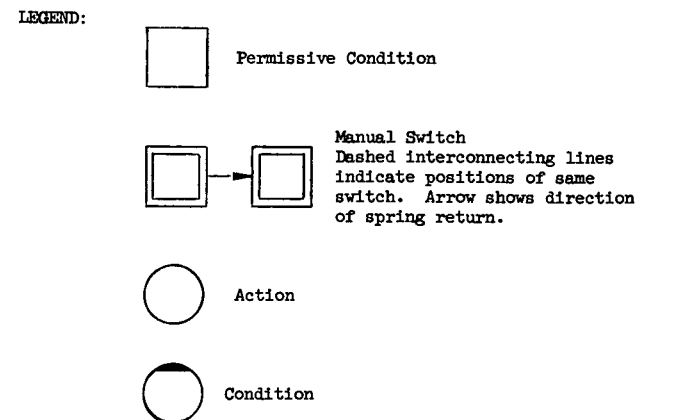 LEGEND:
Permissive Condition
Manual Switch
Dashed interconnecting lines
indicate positions of same
switch. Arrow shows direction
of spring return.
Action
Condition